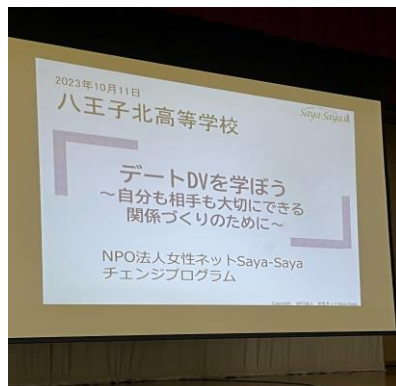 2023年10月11日
八王子北高等学校
Saya-Saya
デートDVを学ぼう
～自分も相手も大切にできる
関係づくりのために～
NPO法人女性ネットSaya-Saya
チェンジプログラム